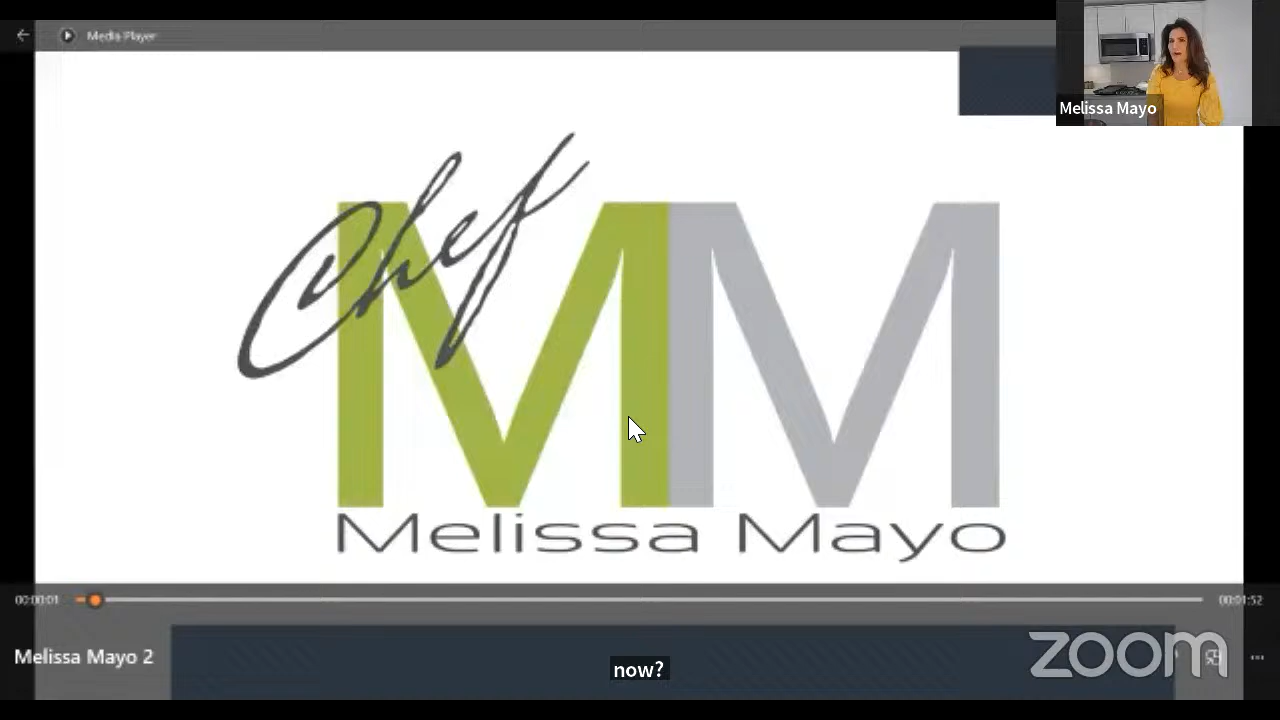 Media Player
Melissa Mayo
Chef
MM
Melissa Mayo
00:00:01
00:01:52
Melissa Mayo 2
zoom
now?